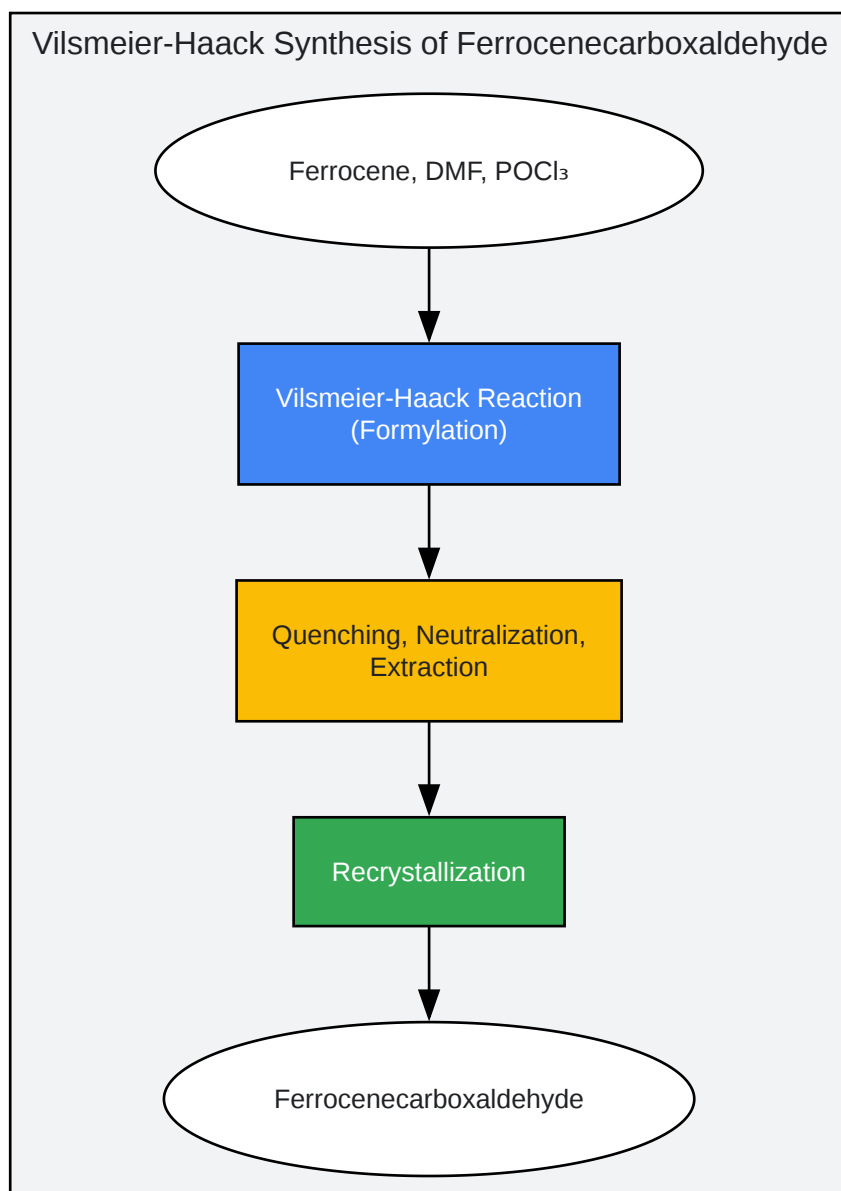 Vilsmeier-Haack Synthesis of Ferrocenecarboxaldehyde
Ferrocene, DMF, POCl₃
Vilsmeier-Haack Reaction
(Formylation)
Quenching, Neutralization,
Extraction
Recrystallization
Ferrocenecarboxaldehyde